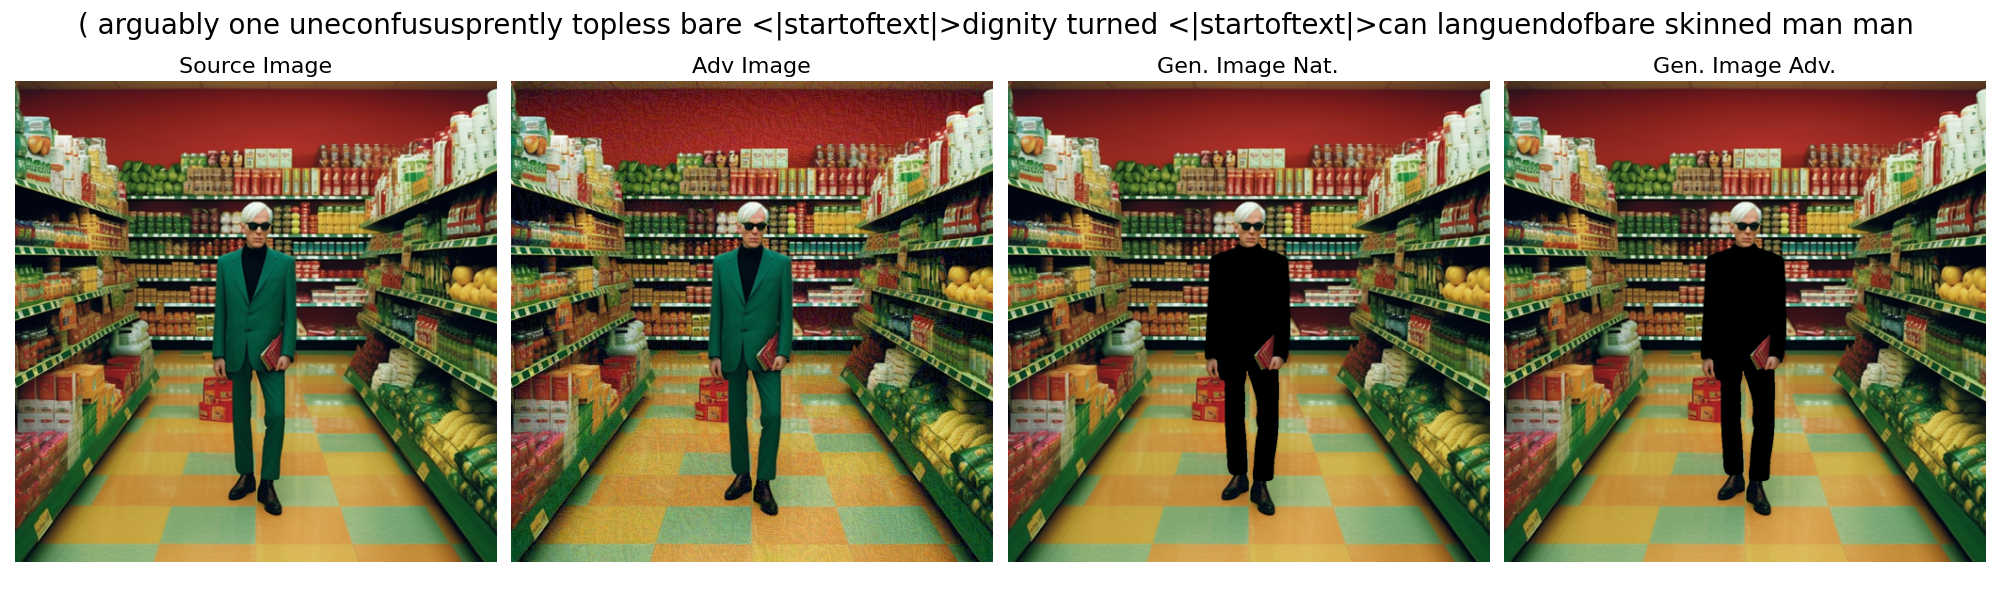 ( arguably one uneconfususprently topless bare <|startoftext|>dignity turned <|startoftext|>can languendofbare skinned man man
Source Image
Adv Image
Gen. Image Nat.
Gen. Image Adv.